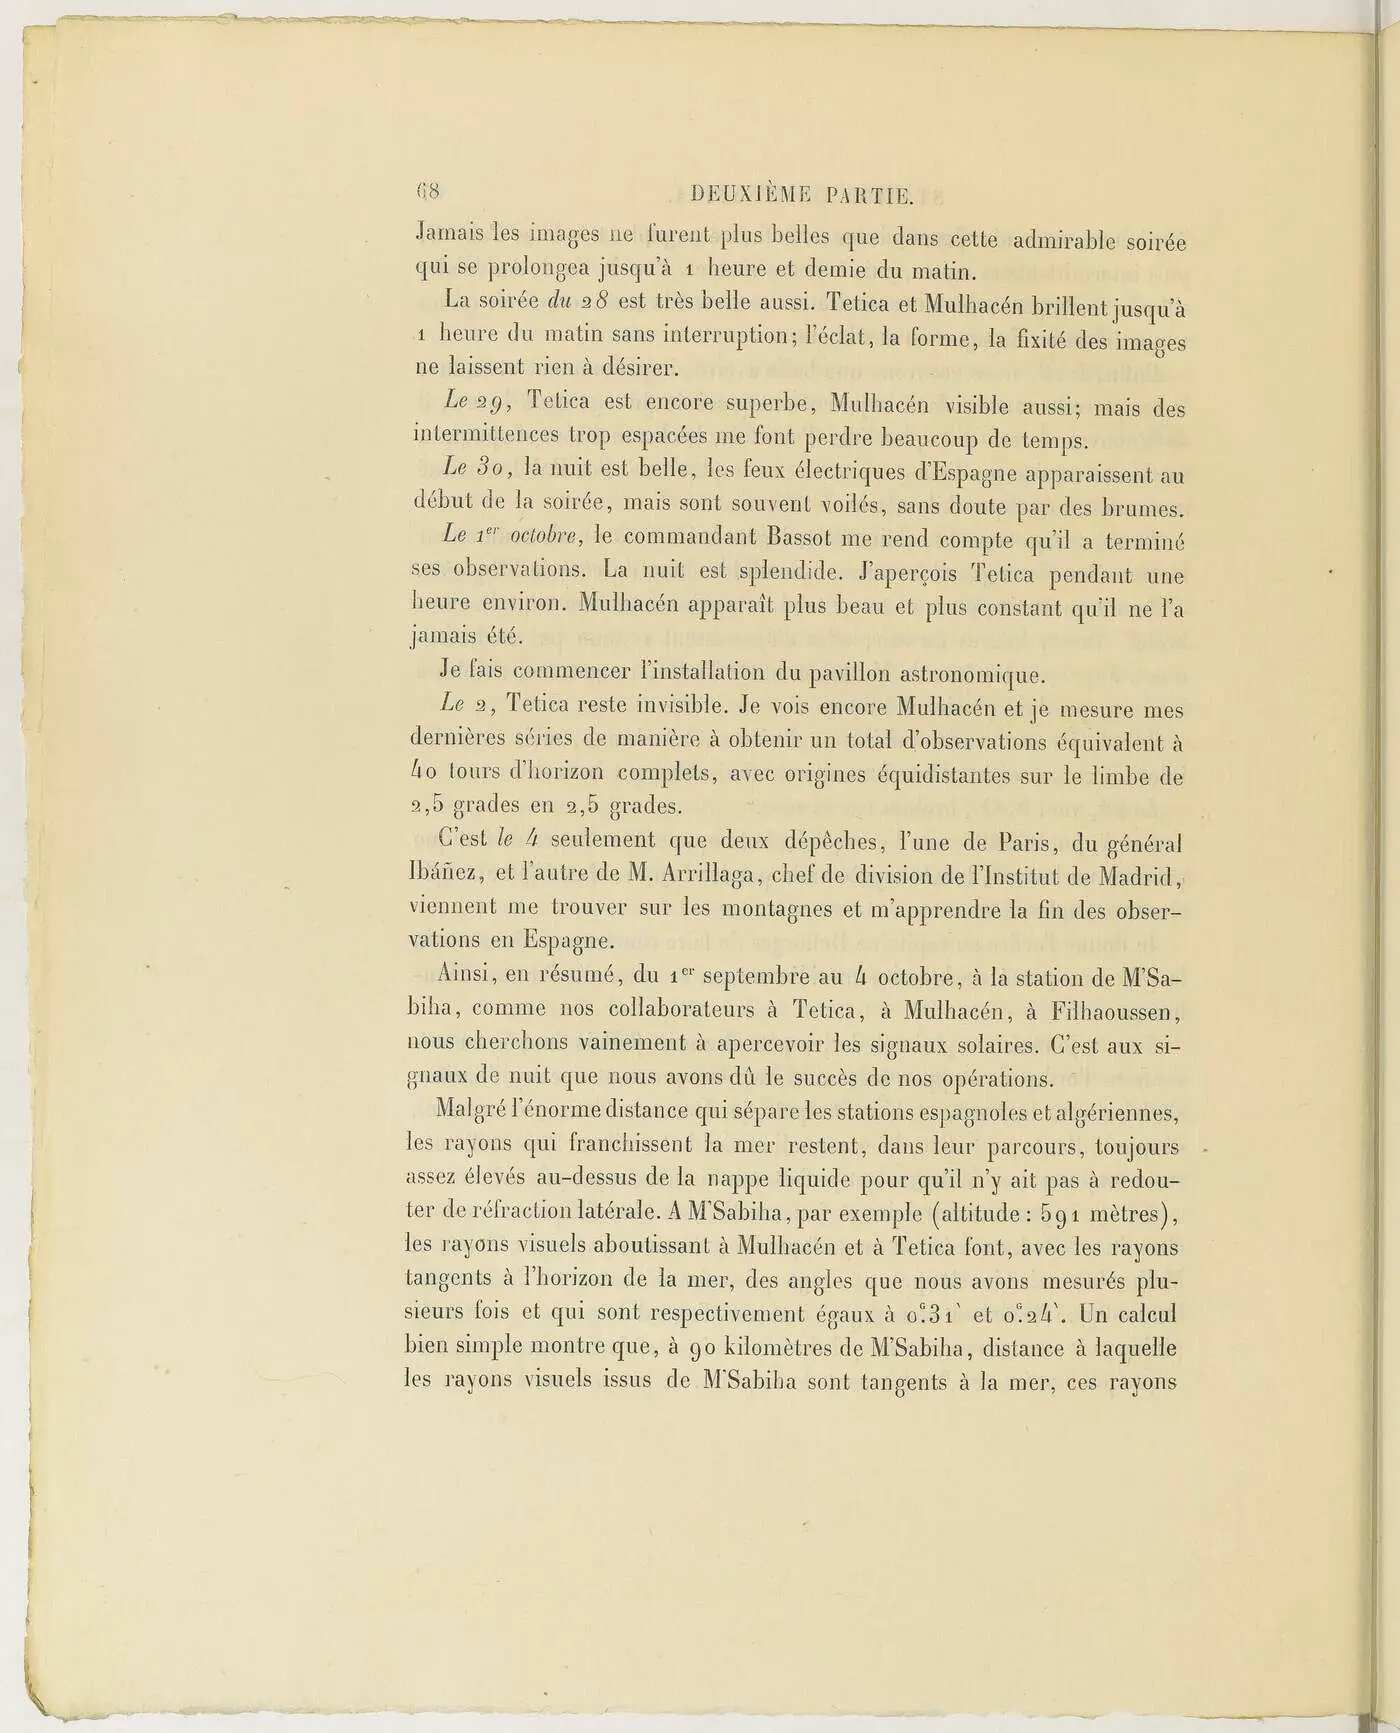 68 DEUXIÈME PARTIE.
Jamais les images ne furent plus belles que dans cette admirable soirée
qui se prolongea jusqu'à 1 heure et demie du matin.
La soirée du 28 est très belle aussi. Tetica et Mulhacén brillent jusqu'à
1 heure du matin sans interruption; l'éclat, la forme, la fixité des images
ne laissent rien à désirer.
Le 29, Tetica est encore superbe, Mulhacén visible aussi; mais des
intermittences trop espacées me font perdre beaucoup de temps.
Le 30, la nuit est belle, les feux électriques d'Espagne apparaissent au
début de la soirée, mais sont souvent voilés, sans doute par des brumes.
Le 1er octobre, le commandant Bassot me rend compte qu'il a terminé
ses observations. La nuit est splendide. J'aperçois Tetica pendant une
heure environ. Mulhacén apparaît plus beau et plus constant qu'il ne l'a
jamais été.
Je fais commencer l'installation du pavillon astronomique.
Le 2, Tetica reste invisible. Je vois encore Mulhacén et je mesure mes
dernières séries de manière à obtenir un total d'observations équivalent à
40 tours d'horizon complets, avec origines équidistantes sur le limbe de
2,5 grades en 2,5 grades.
C'est le 4 seulement que deux dépêches, l'une de Paris, du général
Ibáñez, et l'autre de M. Arrillaga, chef de division de l'Institut de Madrid,
viennent me trouver sur les montagnes et m'apprendre la fin des obser-
vations en Espagne.
Ainsi, en résumé, du 1er septembre au 4 octobre, à la station de M'Sa-
biha, comme nos collaborateurs à Tetica, à Mulhacén, à Filhaoussen,
nous cherchons vainement à apercevoir les signaux solaires. C'est aux si-
gnaux de nuit que nous avons dû le succès de nos opérations.
Malgré l'énorme distance qui sépare les stations espagnoles et algériennes,
les rayons qui franchissent la mer restent, dans leur parcours, toujours
assez élevés au-dessus de la nappe liquide pour qu'il n'y ait pas à redou-
ter de réfraction latérale. A M'Sabiha, par exemple (altitude : 591 mètres),
les rayons visuels aboutissant à Mulhacén et à Tetica font, avec les rayons
tangents à l'horizon de la mer, des angles que nous avons mesurés plu-
sieurs fois et qui sont respectivement égaux à 0ᴳ.31` et 0ᴳ.24`. Un calcul
bien simple montre que, à 90 kilomètres de M'Sabiha, distance à laquelle
les rayons visuels issus de M'Sabiha sont tangents à la mer, ces rayons